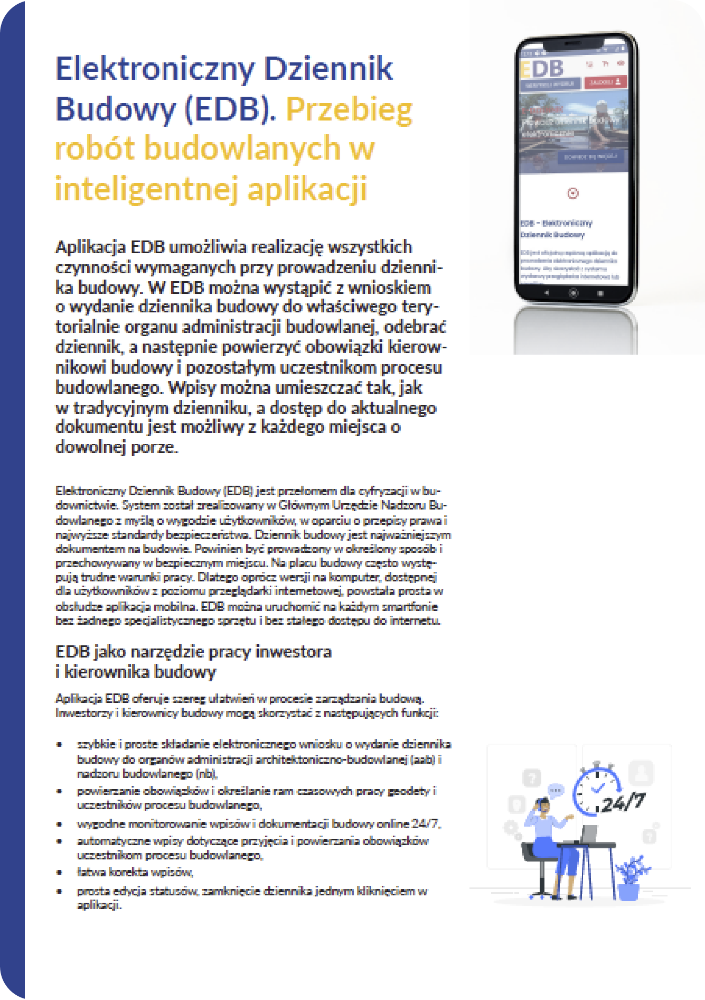 Elektroniczny Dziennik
Budowy (EDB). Przebieg
robót budowlanych w
inteligentnej aplikacji
Aplikacja EDB umożliwia realizację wszystkich
czynności wymaganych przy prowadzeniu dzienni-
ka budowy. W EDB można wystąpić z wnioskiem
o wydanie dziennika budowy do właściwego tery-
torialnie organu administracji budowlanej, odebrać
dziennik, a następnie powierzyć obowiązki kierow-
nikowi budowy i pozostałym uczestnikom procesu
budowlanego. Wpisy można umieszczać tak, jak
w tradycyjnym dzienniku, a dostęp do aktualnego
dokumentu jest możliwy z każdego miejsca o
dowolnej porze.
Elektroniczny Dziennik Budowy (EDB) jest przełomem dla cyfryzacji w bu-
downictwie. System został zrealizowany w Głównym Urzędzie Nadzoru Bu-
dowlanego z myślą o wygodzie użytkowników, w oparciu o przepisy prawa i
najwyższe standardy bezpieczeństwa. Dziennik budowy jest najważniejszym
dokumentem na budowie. Powinien być prowadzony w określony sposób i
przechowywany w bezpiecznym miejscu. Na placu budowy często wystę-
pują trudne warunki pracy. Dlatego oprócz wersji na komputer, dostępnej
dla użytkowników z poziomu przeglądarki internetowej, powstała prosta w
obsłudze aplikacja mobilna. EDB można uruchomić na każdym smartfonie
bez żadnego specjalistycznego sprzętu i bez stałego dostępu do internetu.
EDB jako narzędzie pracy inwestora
i kierownika budowy
Aplikacja EDB oferuje szereg ułatwień w procesie zarządzania budową.
Inwestorzy i kierownicy budowy mogą skorzystać z następujących funkcji:
• szybkie i proste składanie elektronicznego wniosku o wydanie dziennika
budowy do organów administracji architektoniczno-budowlanej (aab) i
nadzoru budowlanego (nb),
• powierzanie obowiązków i określanie ram czasowych pracy geodety i
uczestników procesu budowlanego,
• wygodne monitorowanie wpisów i dokumentacji budowy online 24/7,
• automatyczne wpisy dotyczące przyjęcia i powierzania obowiązków
uczestnikom procesu budowlanego,
• łatwa korekta wpisów,
• prosta edycja statusów, zamknięcie dziennika jednym kliknięciem w
aplikacji.
EDB
ZALOGUJ
dziennik budowy
elektronicznie
DOWIEDZ SIĘ WIĘCEJ
EDB - Elektroniczny
Dziennik Budowy
24/7